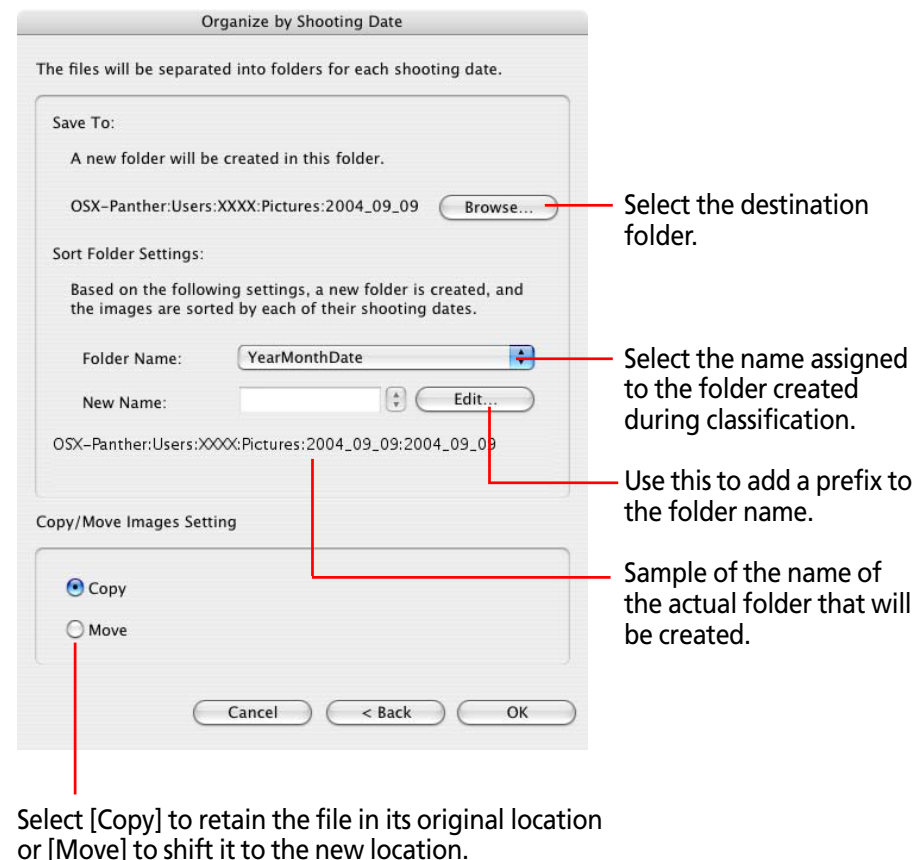 Organize by Shooting Date
The files will be separated into folders for each shooting date.
Save To:
A new folder will be created in this folder.
OSX-Panther:Users:XXXX:Pictures:2004_09_09
Browse...
Select the destination
folder.
Sort Folder Settings:
Based on the following settings, a new folder is created, and
the images are sorted by each of their shooting dates.
Folder Name:
YearMonthDate
Select the name assigned
to the folder created
during classification.
New Name:
Edit...
OSX-Panther:Users:XXXX:Pictures:2004_09_09:2004_09_09
Use this to add a prefix to
the folder name.
Copy/Move Images Setting
Sample of the name of
the actual folder that will
be created.
Copy
Move
Cancel
< Back
OK
Select [Copy] to retain the file in its original location
or [Move] to shift it to the new location.